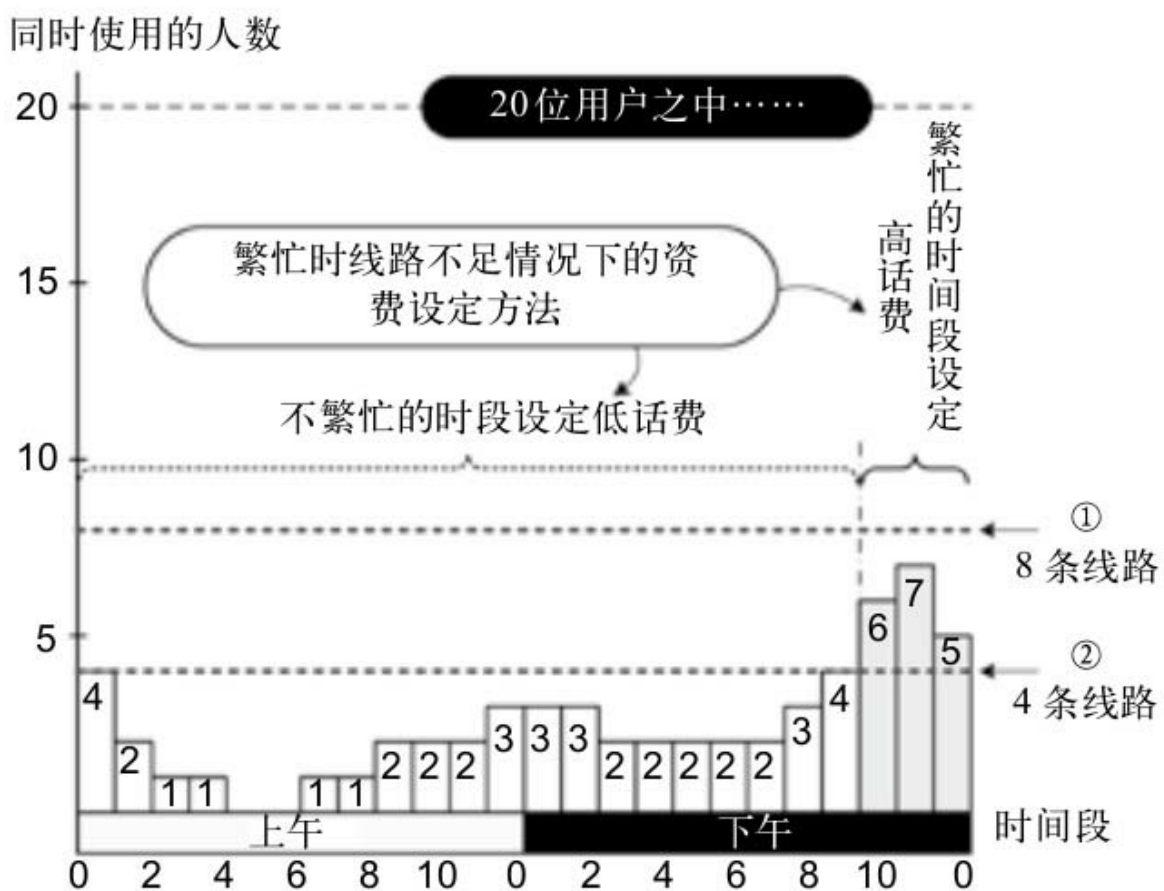 同时使用的人数
20
20位用户之中……
繁忙的时间段设定
高话费
繁忙时线路不足情况下的资
费设定方法
15
不繁忙的时段设定低话费
10
①
8 条线路
5
②
4 条线路
4 2 1 1 1 1 2 2 2 3 3 3 2 2 2 2 2 3 4 6 7 5
上午 下午
时间段
0 2 4 6 8 10 0 2 4 6 8 10 0